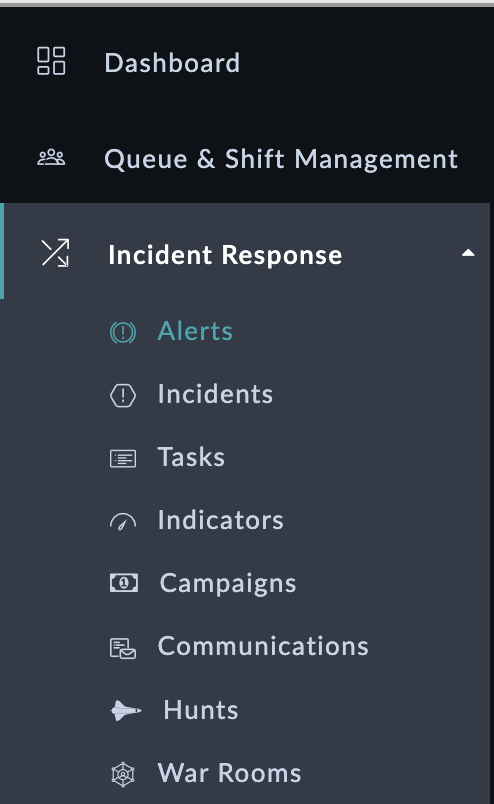 Dashboard
Queue & Shift Management
Incident Response
Alerts
Incidents
Tasks
Indicators
Campaigns
Communications
Hunts
War Rooms